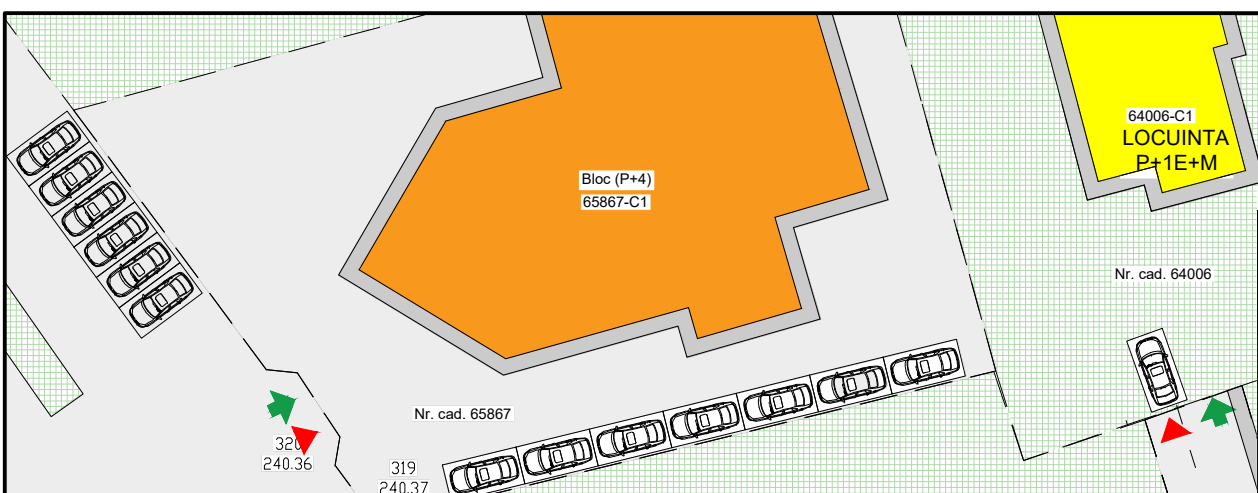 64006-C1
LOCUINTA
P+1E+M
Bloc (P+4)
65867-C1
Nr. cad. 64006
Nr. cad. 65867
320
240.36
319
240.37